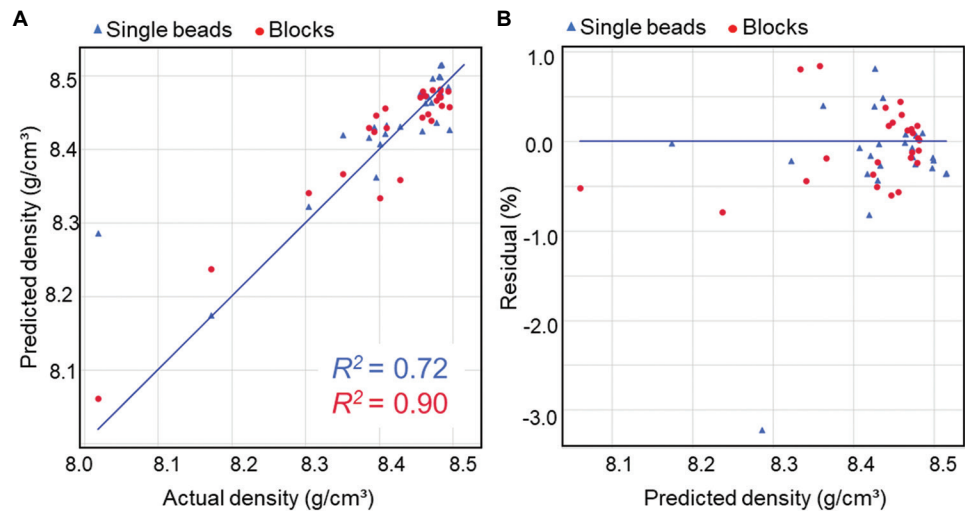 A
Single beads Blocks
8.5
8.4
8.3
8.2
8.1
Predicted density (g/cm³)
R² = 0.72
R² = 0.90
8.0 8.1 8.2 8.3 8.4 8.5
Actual density (g/cm³)
B
Single beads Blocks
1.0
0.0
-1.0
-2.0
-3.0
Residual (%)
8.1 8.2 8.3 8.4 8.5
Predicted density (g/cm³)